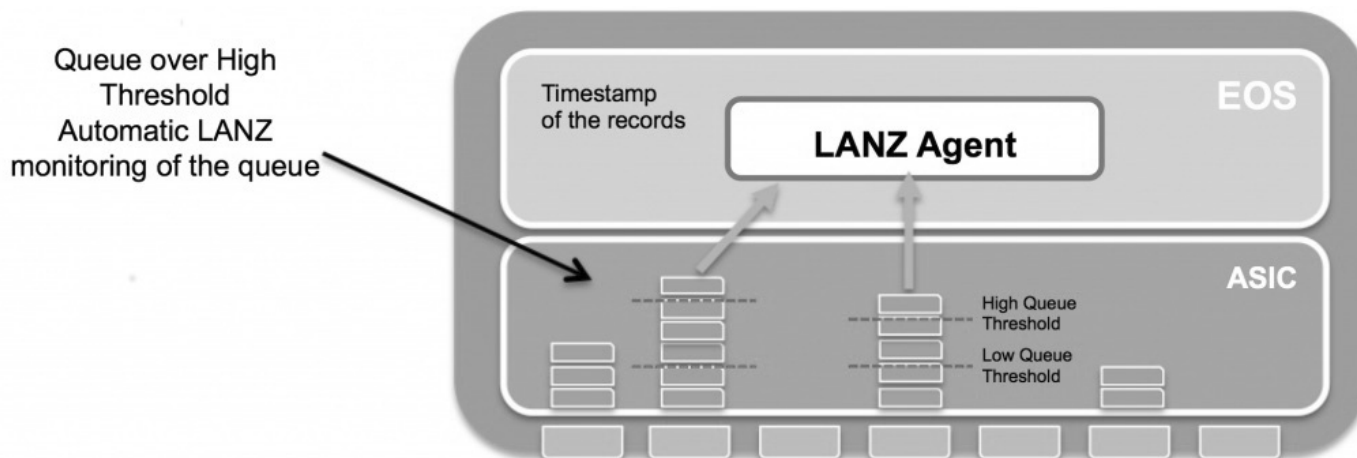 Queue over High
Threshold
Automatic LANZ
monitoring of the queue
Timestamp
of the records
EOS
LANZ Agent
ASIC
High Queue
Threshold
Low Queue
Threshold